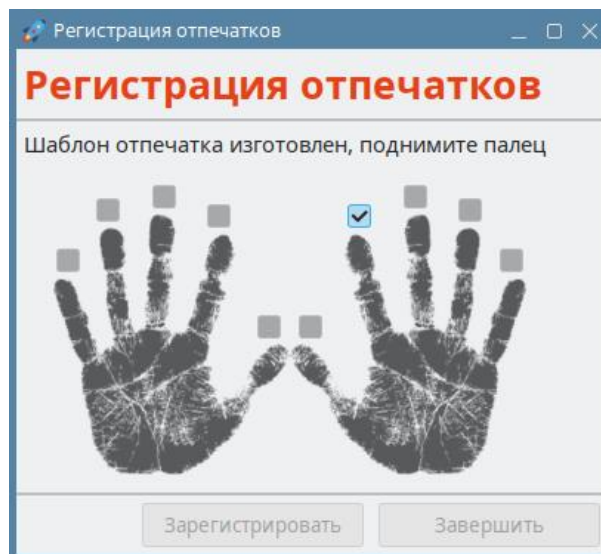 Регистрация отпечатков
Регистрация отпечатков
Шаблон отпечатка изготовлен, поднимите палец
Зарегистрировать
Завершить